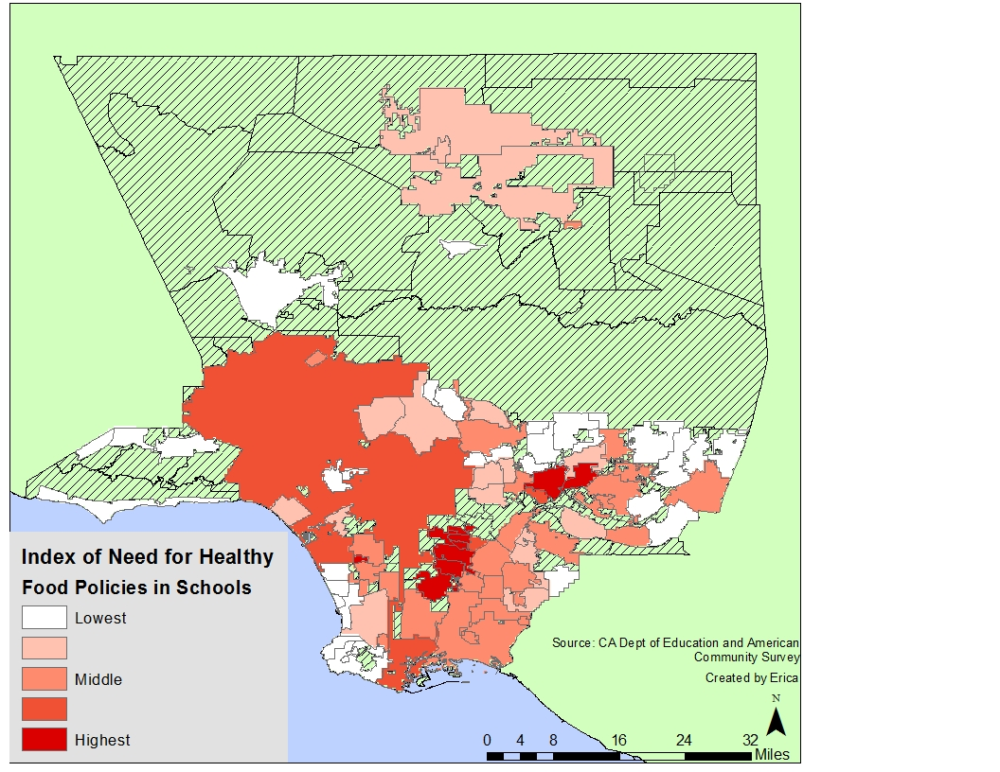 Index of Need for Healthy
Food Policies in Schools
Lowest
Middle
Highest
Source: CA Dept of Education and American
Community Survey
Created by Erica
N
0 4 8 16 24 32
Miles